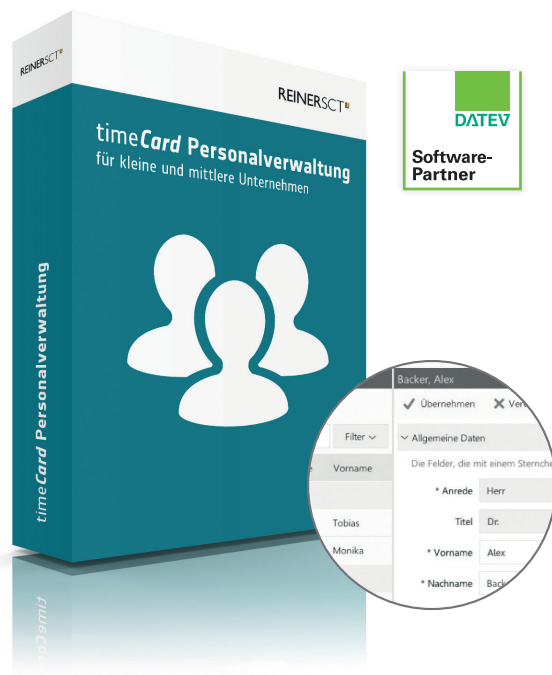 REINERSCT
REINERSCT
timeCard Personalverwaltung
für kleine und mittlere Unternehmen
timeCard Personalverwaltung
DATEV
Software-
Partner
Backer, Alex
Übernehmen
Filter
Allgemeine Daten
Vorname
Die Felder, die mit einem
* Anrede Herr
Titel Dr.
Tobias
* Vorname Alex
Monika
* Nachname